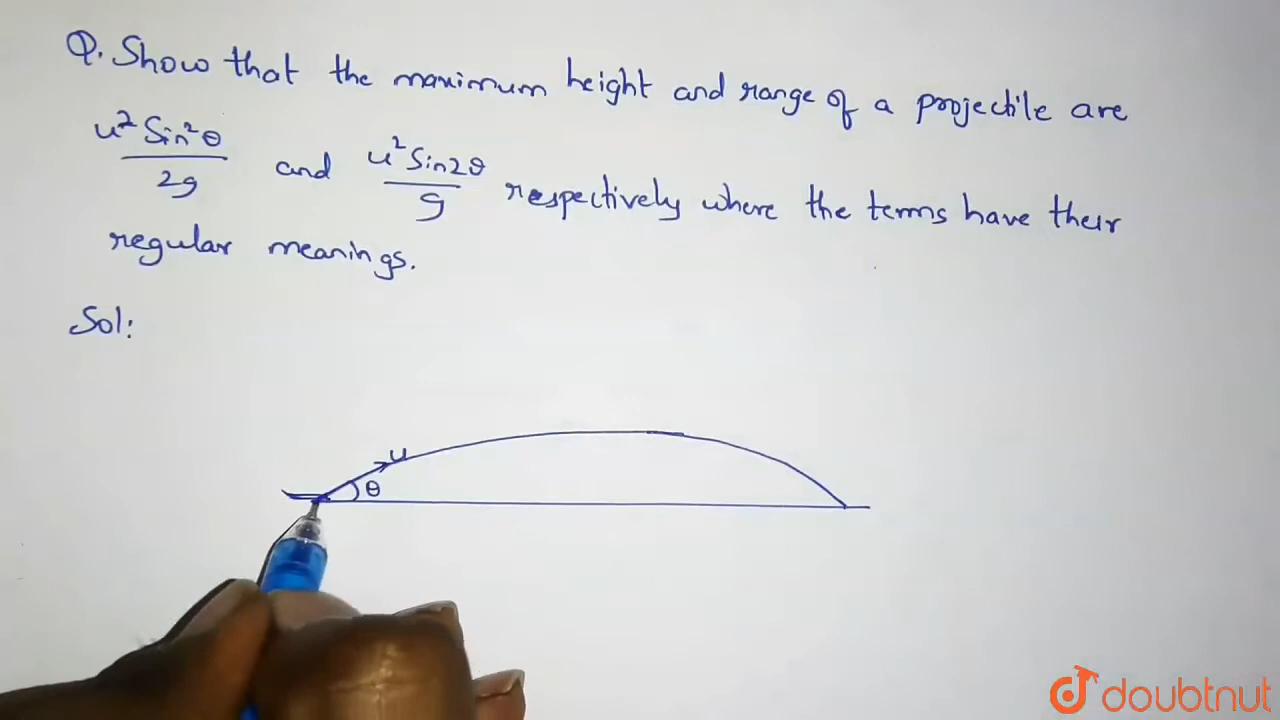 Q. Show that the maximum height and range of a projectile are
u² Sin²θ / 2g and u² Sin2θ / g respectively where the terms have their
regular meanings.
Sol:
u
θ
doubtnut